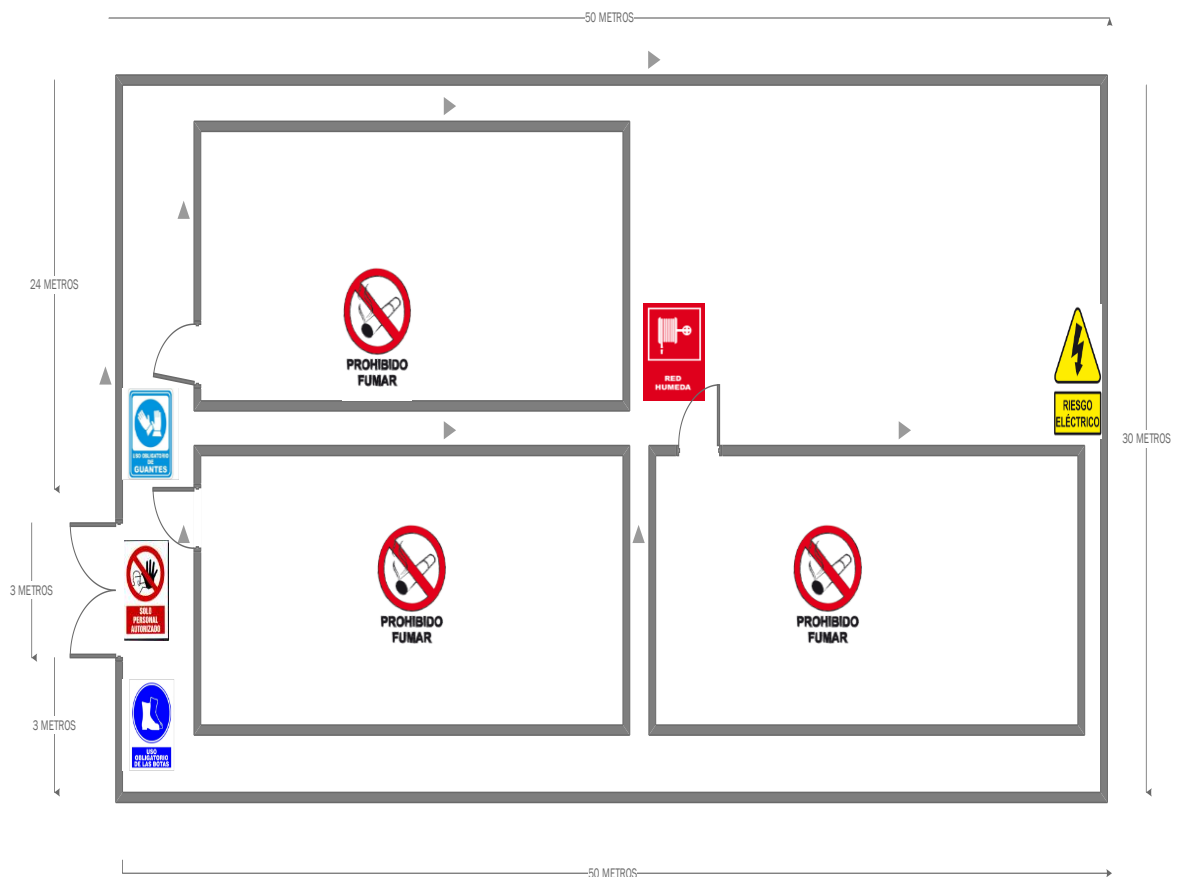 50 METROS
24 METROS
PROHIBIDO
FUMAR
RED
HUMEDA
RIESGO
ELÉCTRICO
USO OBLIGATORIO
DE
GUANTES
30 METROS
3 METROS
SOLO
PERSONAL
AUTORIZADO
PROHIBIDO
FUMAR
PROHIBIDO
FUMAR
3 METROS
USO
OBLIGATORIO
DE LAS BOTAS
50 METROS